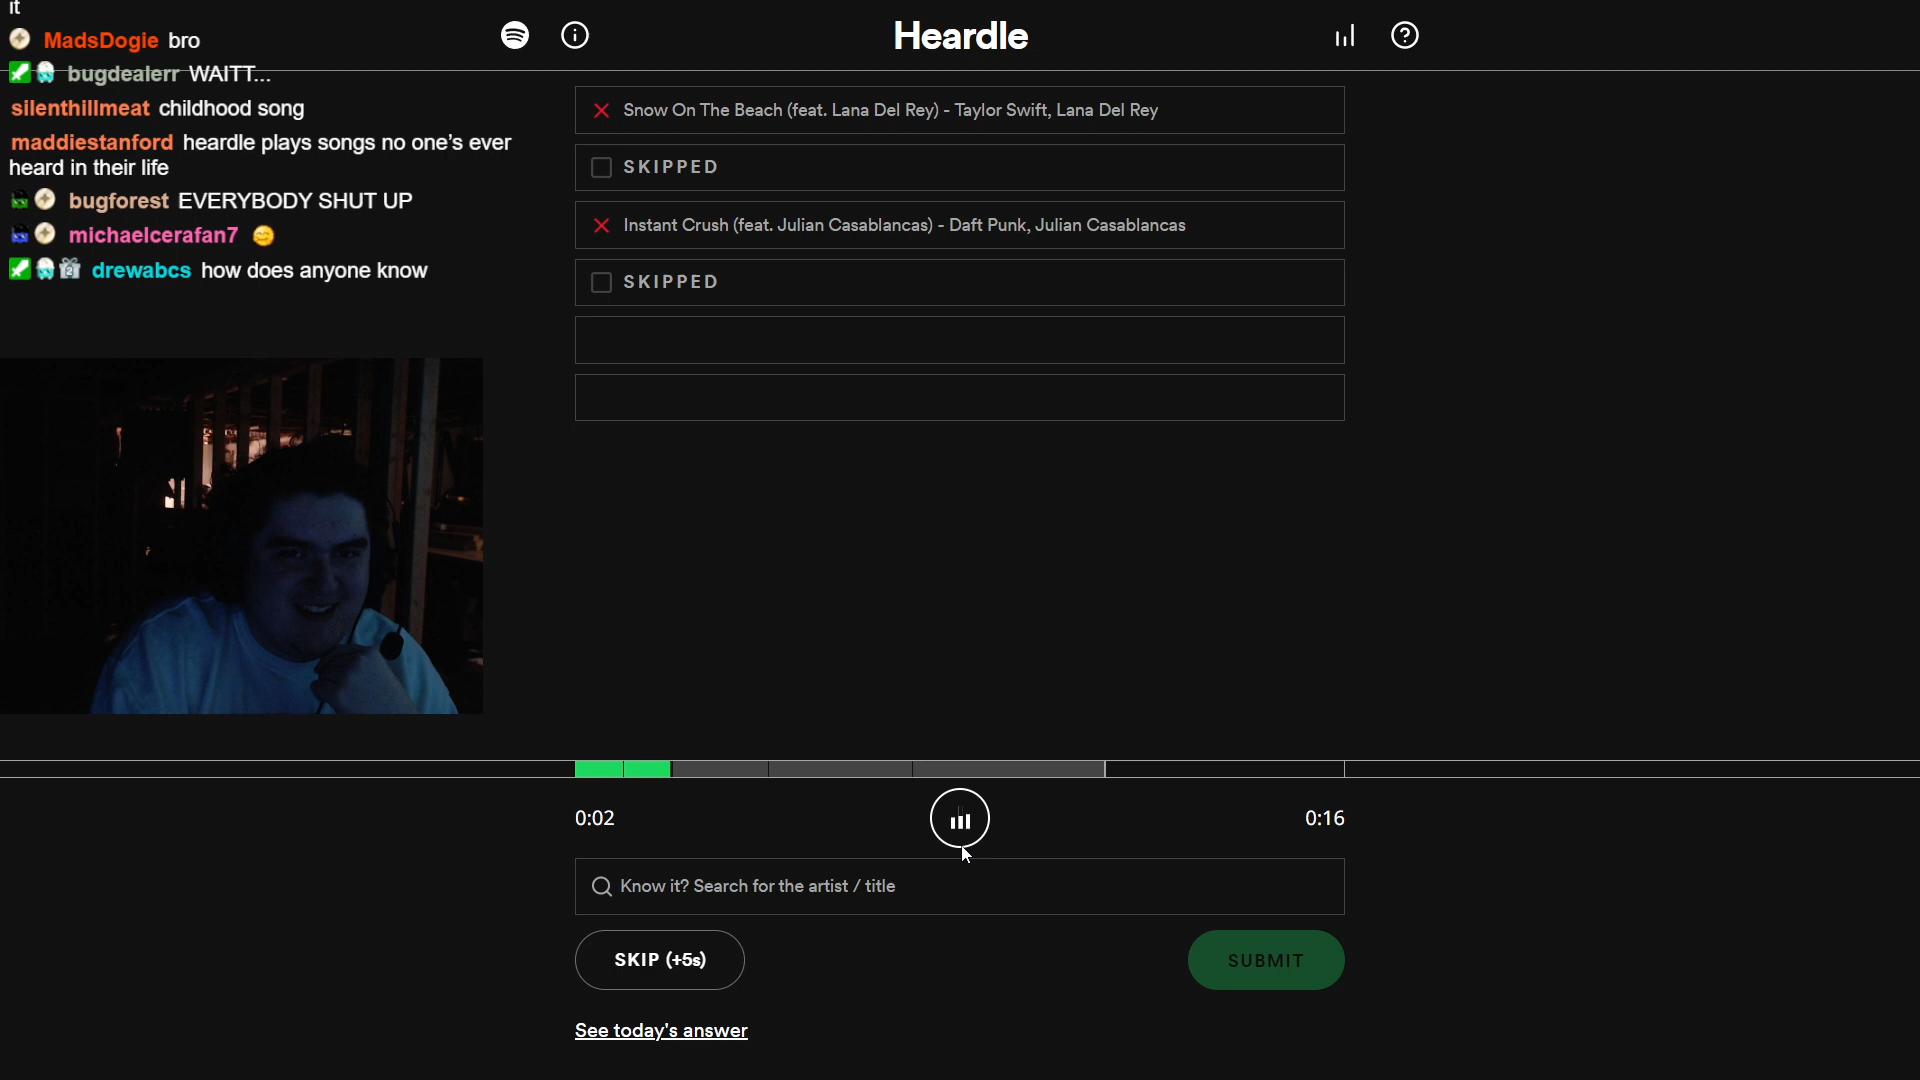 it
MadsDogie bro
bugdealerr WAITT...
silenthillmeat childhood song
maddiestanford heardle plays songs no one's ever
heard in their life
bugforest EVERYBODY SHUT UP
michaelcerafan7
2 drewabcs how does anyone know
Heardle
Snow On The Beach (feat. Lana Del Rey) - Taylor Swift, Lana Del Rey
SKIPPED
Instant Crush (feat. Julian Casablancas) - Daft Punk, Julian Casablancas
SKIPPED
0:02
0:16
Know it? Search for the artist / title
SKIP (+5s)
SUBMIT
See today's answer